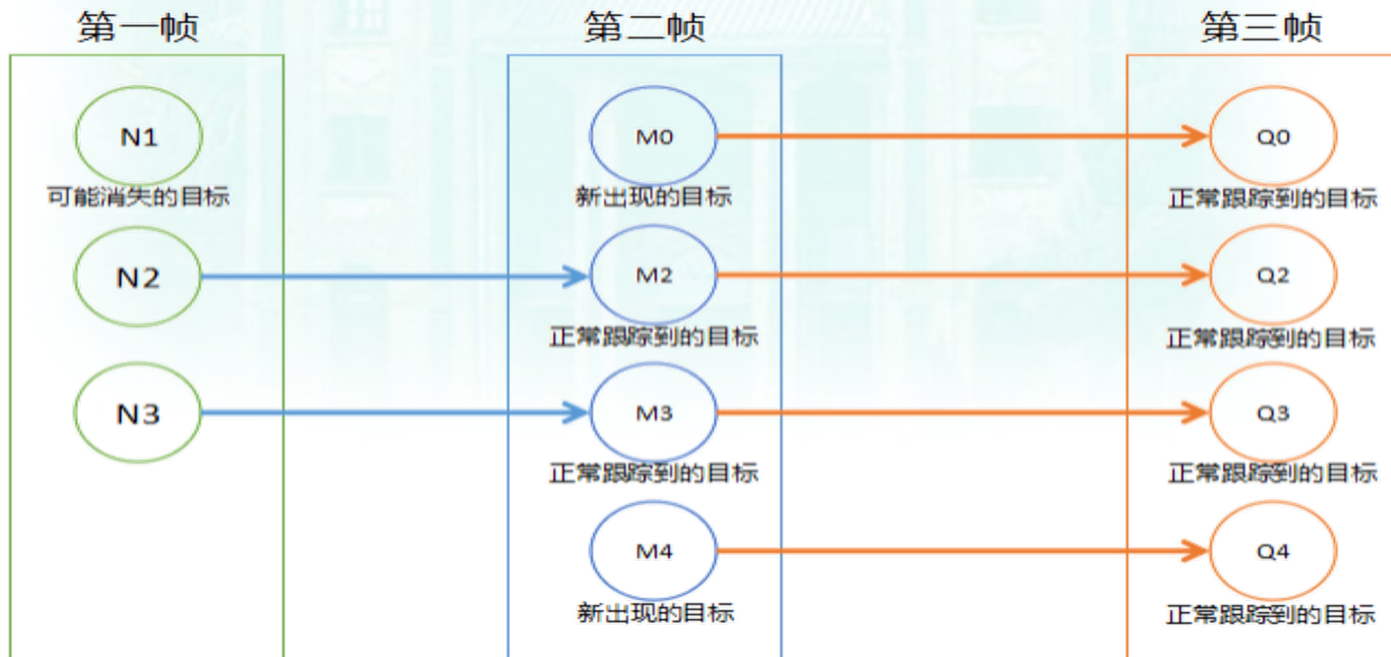 第一帧
第二帧
第三帧
N1
M0
Q0
可能消失的目标
新出现的目标
正常跟踪到的目标
N2
M2
Q2
正常跟踪到的目标
正常跟踪到的目标
N3
M3
Q3
正常跟踪到的目标
正常跟踪到的目标
M4
Q4
新出现的目标
正常跟踪到的目标